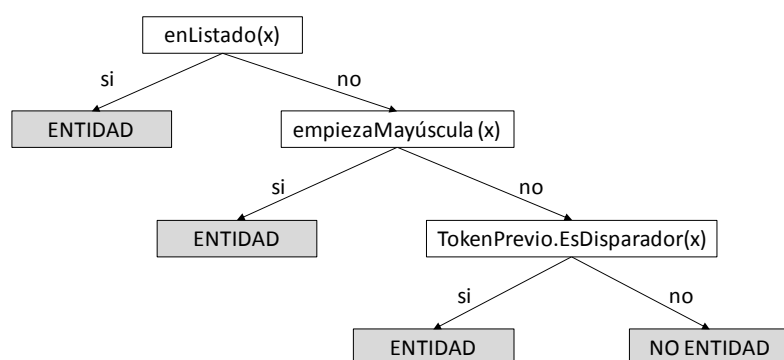 enListado(x)
si
no
ENTIDAD
empiezaMayúscula (x)
si
no
ENTIDAD
TokenPrevio.EsDisparador(x)
si
no
ENTIDAD
NO ENTIDAD